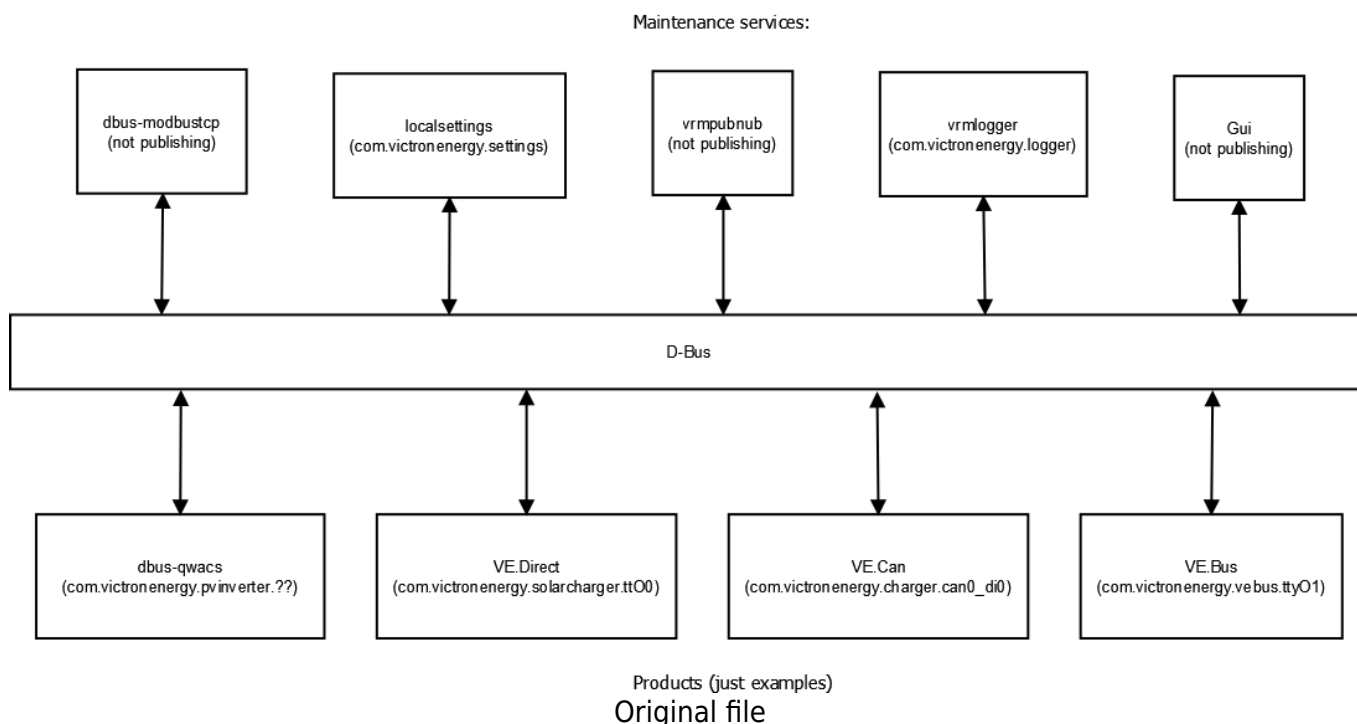 Maintenance services:
dbus-modbustcp
(not publishing)
localsettings
(com.victronenergy.settings)
vrmpubnub
(not publishing)
vrmlogger
(com.victronenergy.logger)
Gui
(not publishing)
D-Bus
dbus-qwacs
(com.victronenergy.pvinverter.??)
VE.Direct
(com.victronenergy.solarcharger.ttO0)
VE.Can
(com.victronenergy.charger.can0_di0)
VE.Bus
(com.victronenergy.vebus.ttyO1)
Products (just examples)
Original file